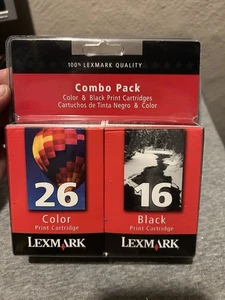 100% LEXMARK QUALITY
Combo Pack
Color & Black Print Cartridges
Cartuchos de Tinta Negro & Color
26
Color
Print Cartridge
LEXMARK
16
Black
Print Cartridge
LEXMARK